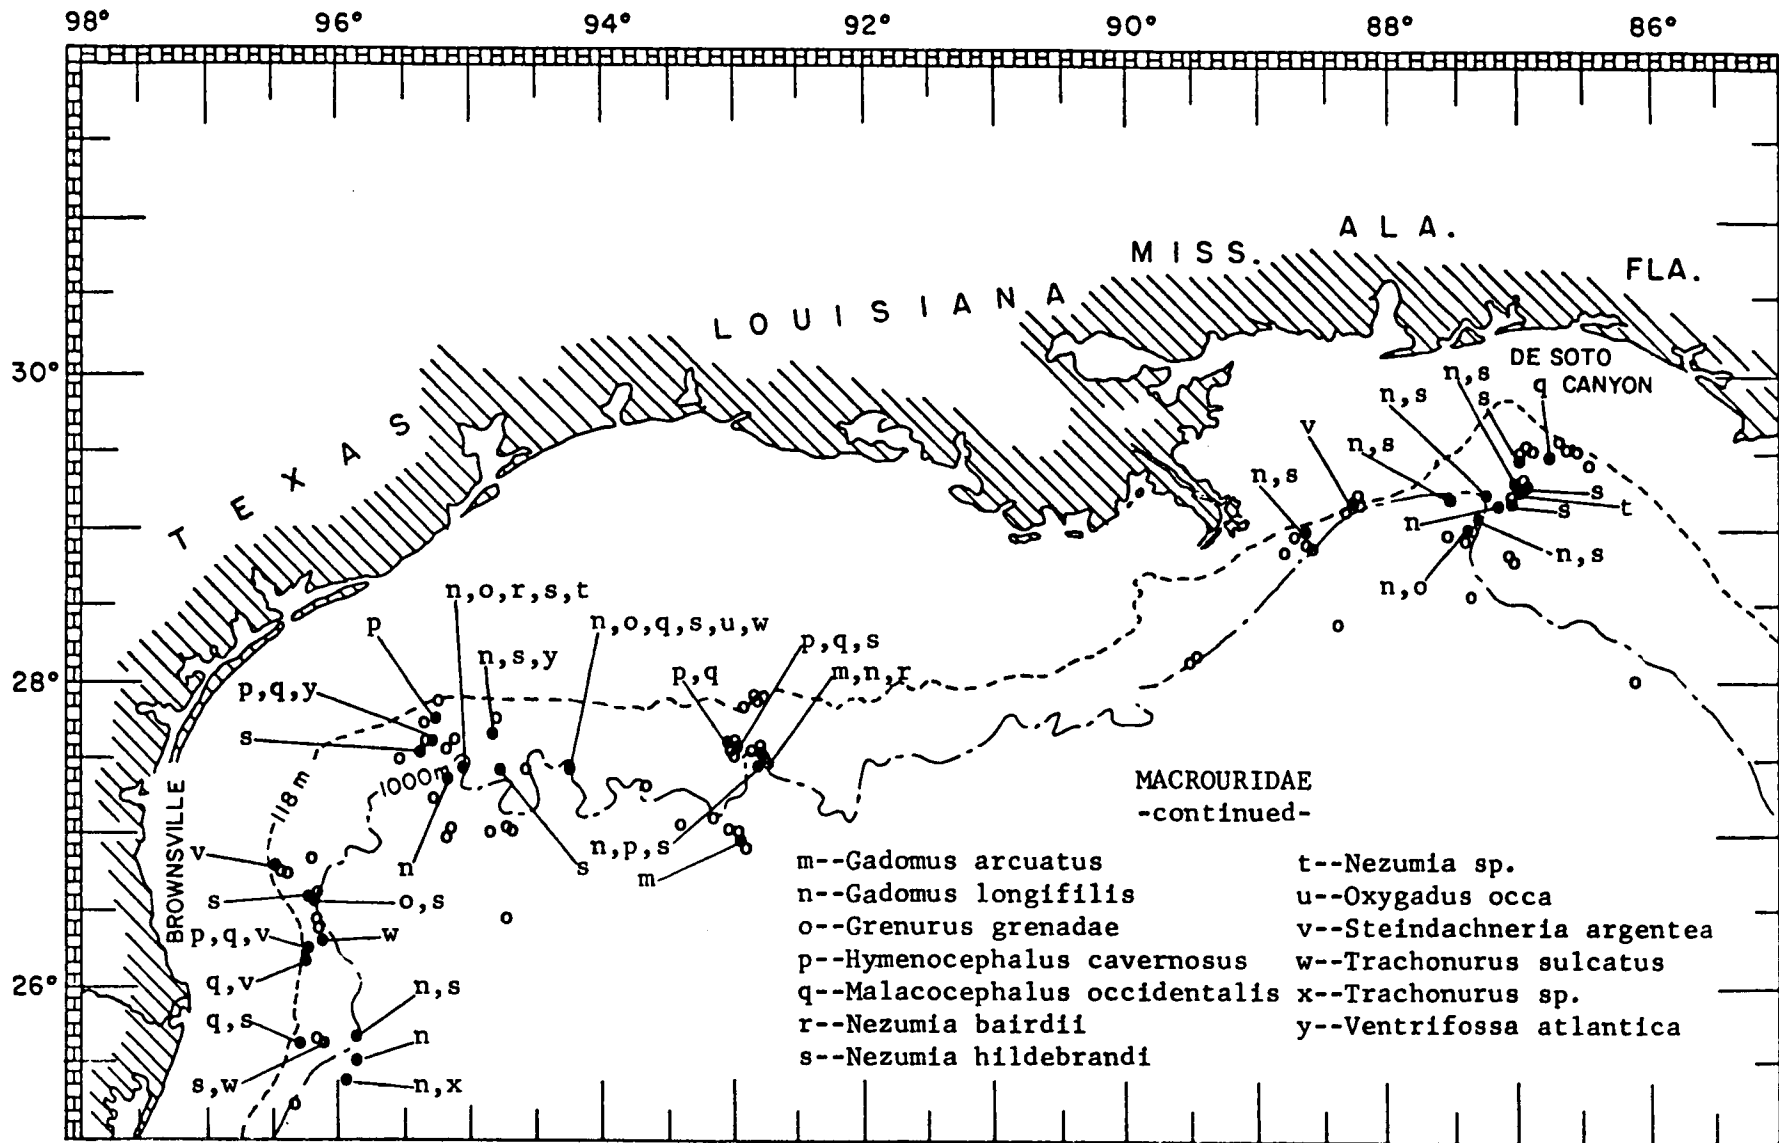 98° 96° 94° 92° 90° 88° 86°
ALA.
MISS.
FLA.
LOUISIANA
TEXAS
30°
DE SOTO
CANYON
n,s
s
q
n,s
v
n,s
n,s
s
t
n
s
n,s
n,o
n,o,r,s,t
p
n,o,q,s,u,w
p,q,s
n,s,y
28°
p,q
m,n,r
p,q,y
s
1000m
118 m
BROWNSVILLE
MACROURIDAE
-continued-
v
n
s
n,p,s
m
s
o,s
p,q,v
w
q,v
26°
n,s
q,s
n
s,w
n,x
m--Gadomus arcuatus
n--Gadomus longifilis
o--Grenurus grenadae
p--Hymenocephalus cavernosus
q--Malacocephalus occidentalis
r--Nezumia bairdii
s--Nezumia hildebrandi
t--Nezumia sp.
u--Oxygadus occa
v--Steindachneria argentea
w--Trachonurus sulcatus
x--Trachonurus sp.
y--Ventrifossa atlantica